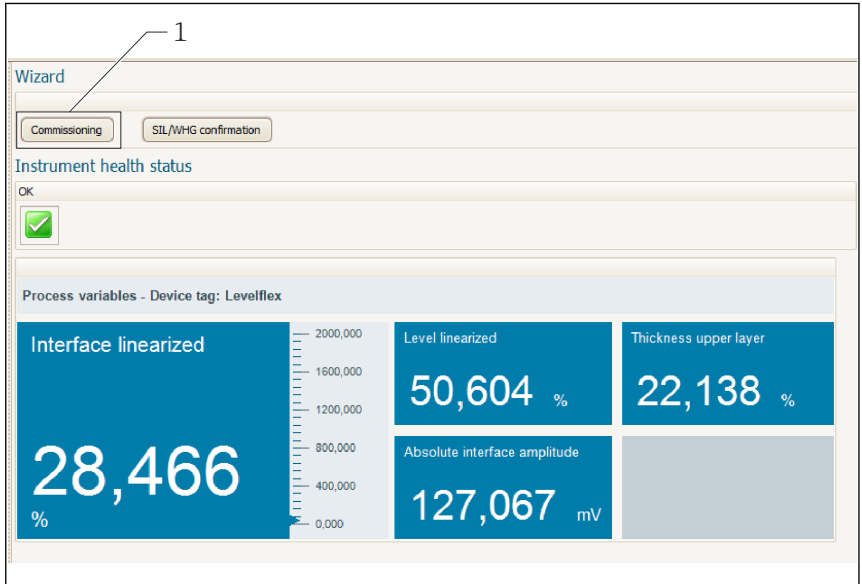 1
Wizard
Commissioning
SIL/WHG confirmation
Instrument health status
OK
Process variables - Device tag: Levelflex
Interface linearized
28,466
%
2000,000
1600,000
1200,000
800,000
400,000
0,000
Level linearized
50,604 %
Thickness upper layer
22,138 %
Absolute interface amplitude
127,067 mV